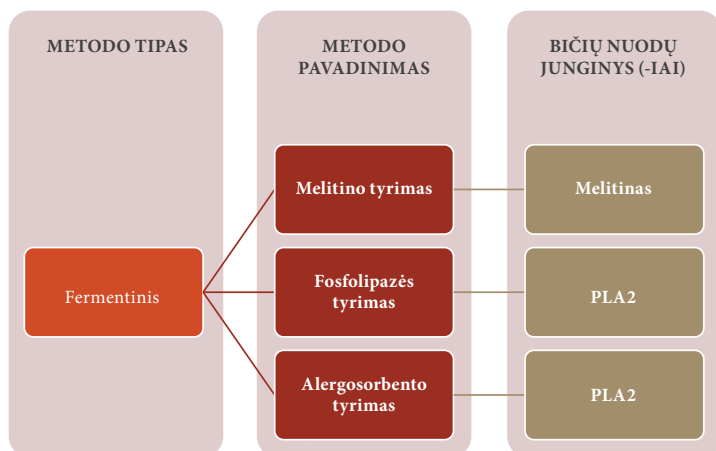 METODO TIPAS
METODO
PAVADINIMAS
BIČIŲ NUODŲ
JUNGINYS (-IAI)
Fermentinis
Melitino tyrimas
Melitinas
Fosfolipazės
tyrimas
PLA2
Alergosorbento
tyrimas
PLA2